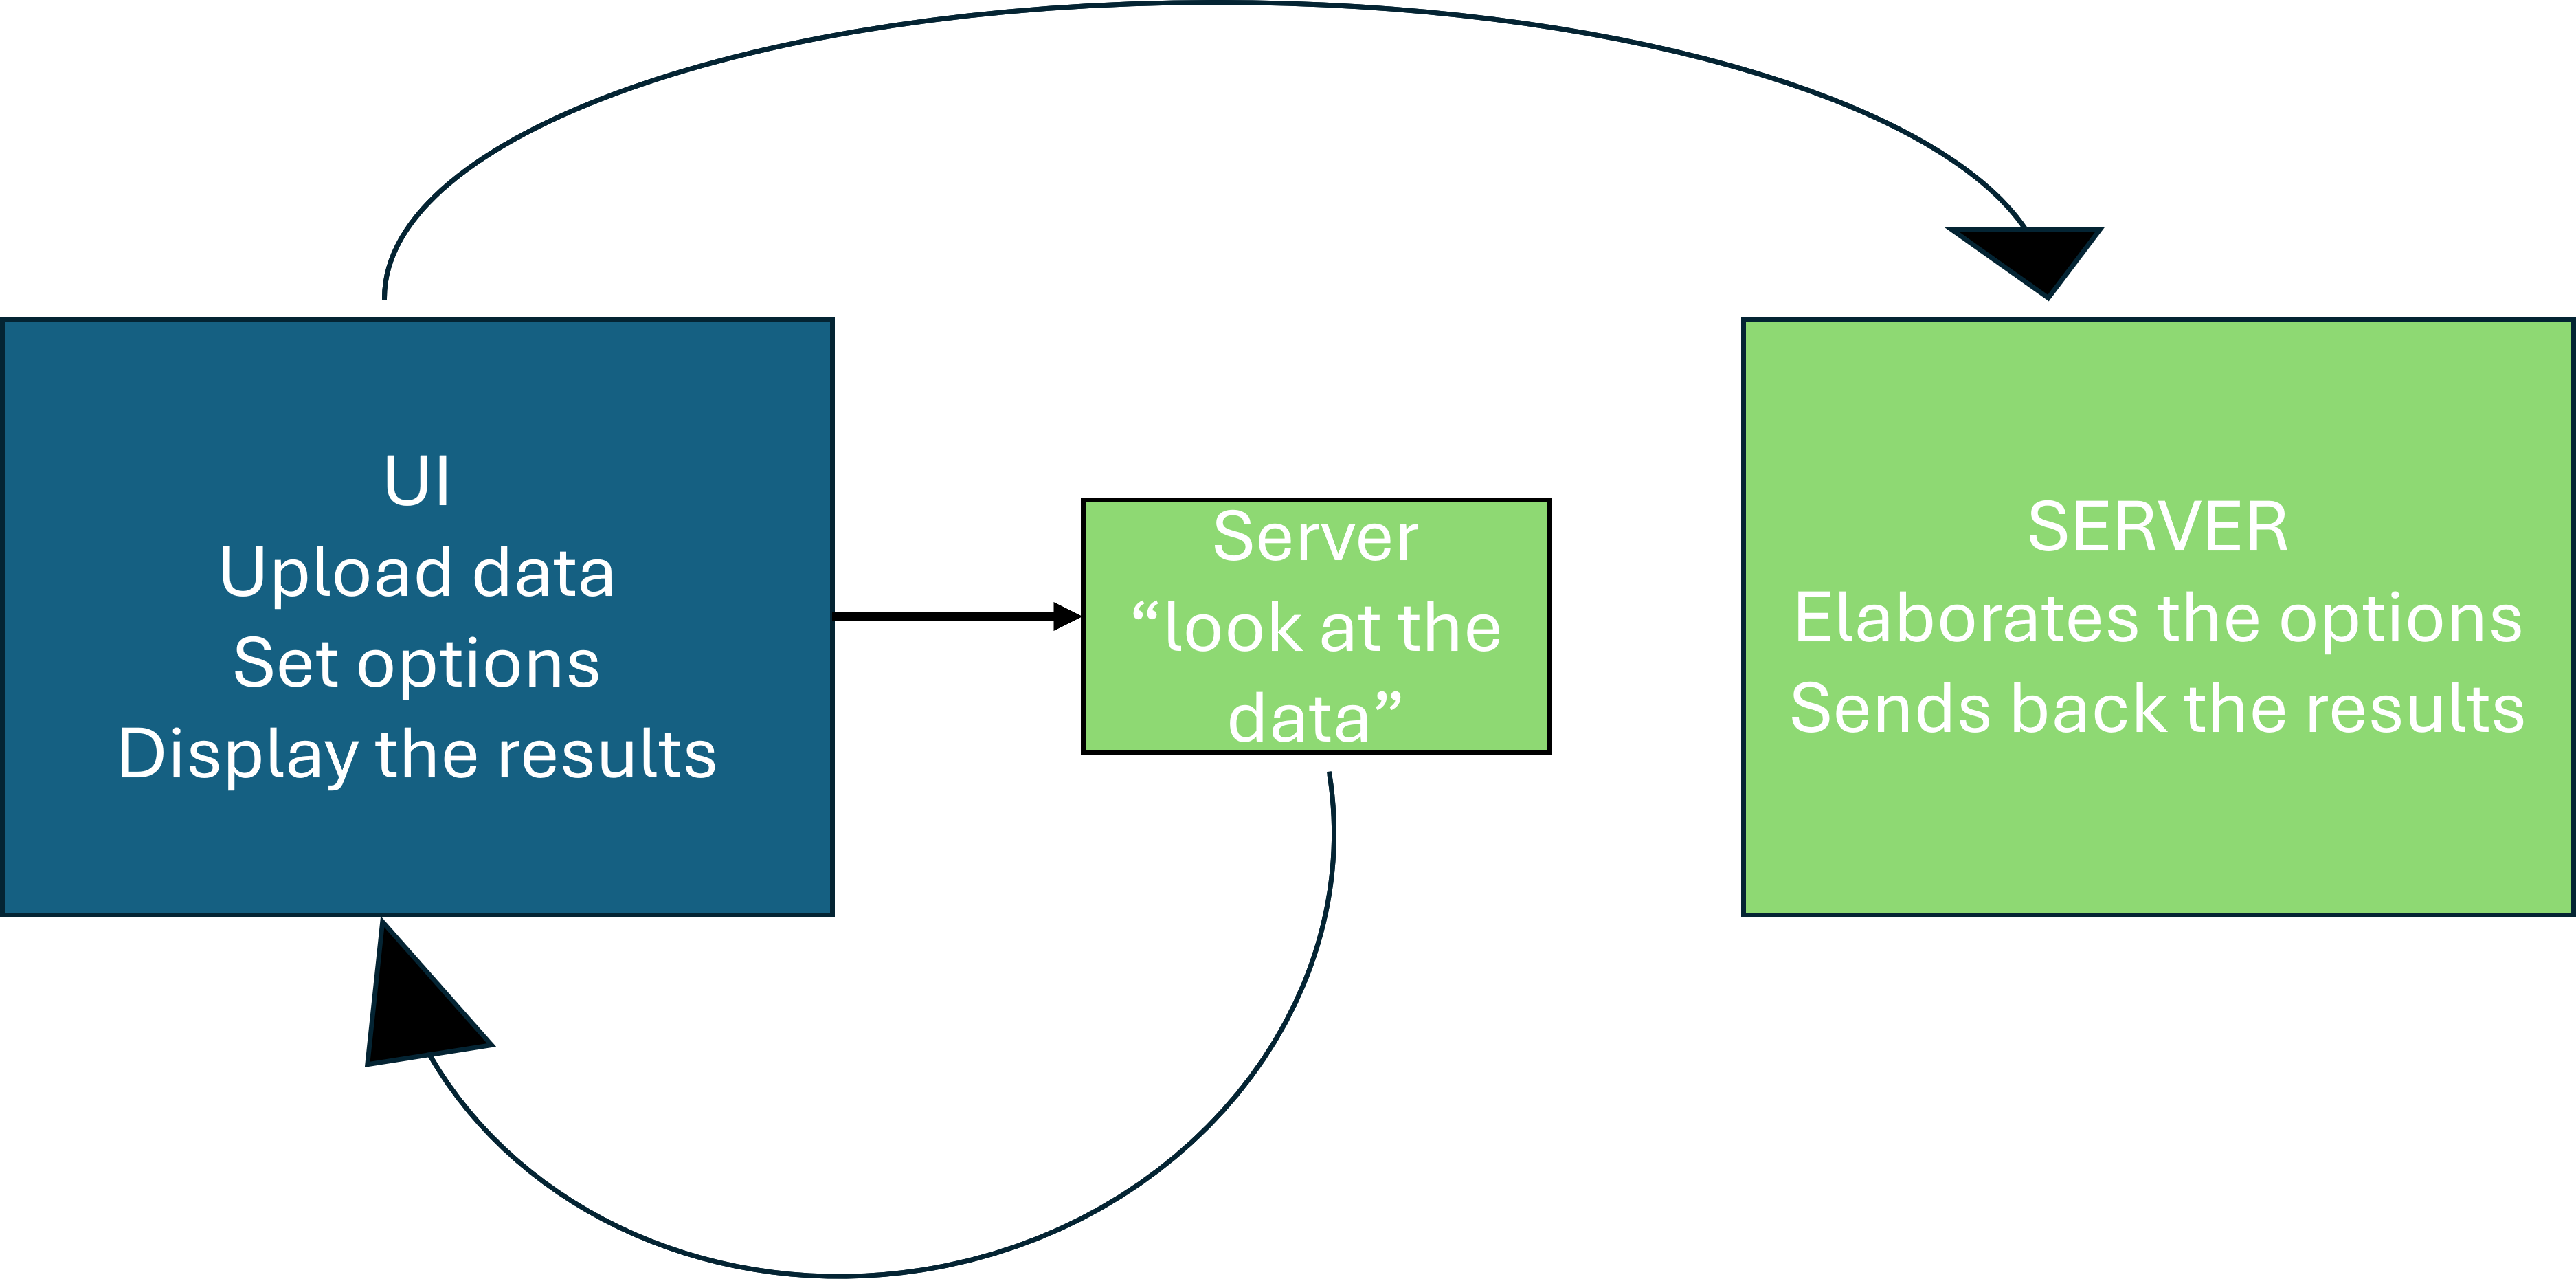 UI
Upload data
Set options
Display the results
Server
“look at the
data”
SERVER
Elaborates the options
Sends back the results